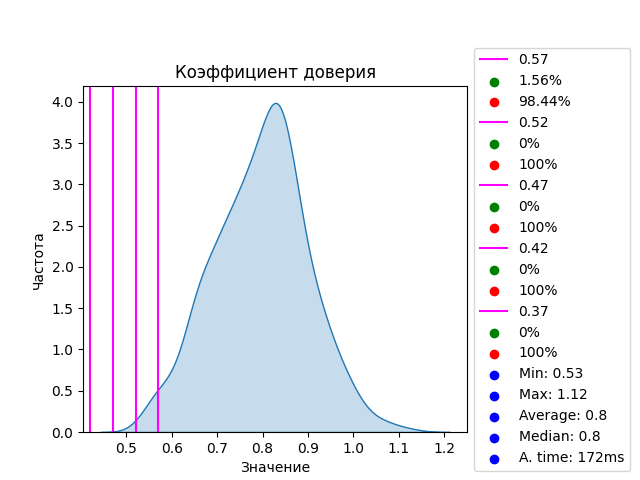 Коэффициент доверия
Частота
4.0
3.5
3.0
2.5
2.0
1.5
1.0
0.5
0.0
0.5 0.6 0.7 0.8 0.9 1.0 1.1 1.2
Значение
0.57
1.56%
98.44%
0.52
0%
100%
0.47
0%
100%
0.42
0%
100%
0.37
0%
100%
Min: 0.53
Max: 1.12
Average: 0.8
Median: 0.8
A. time: 172ms